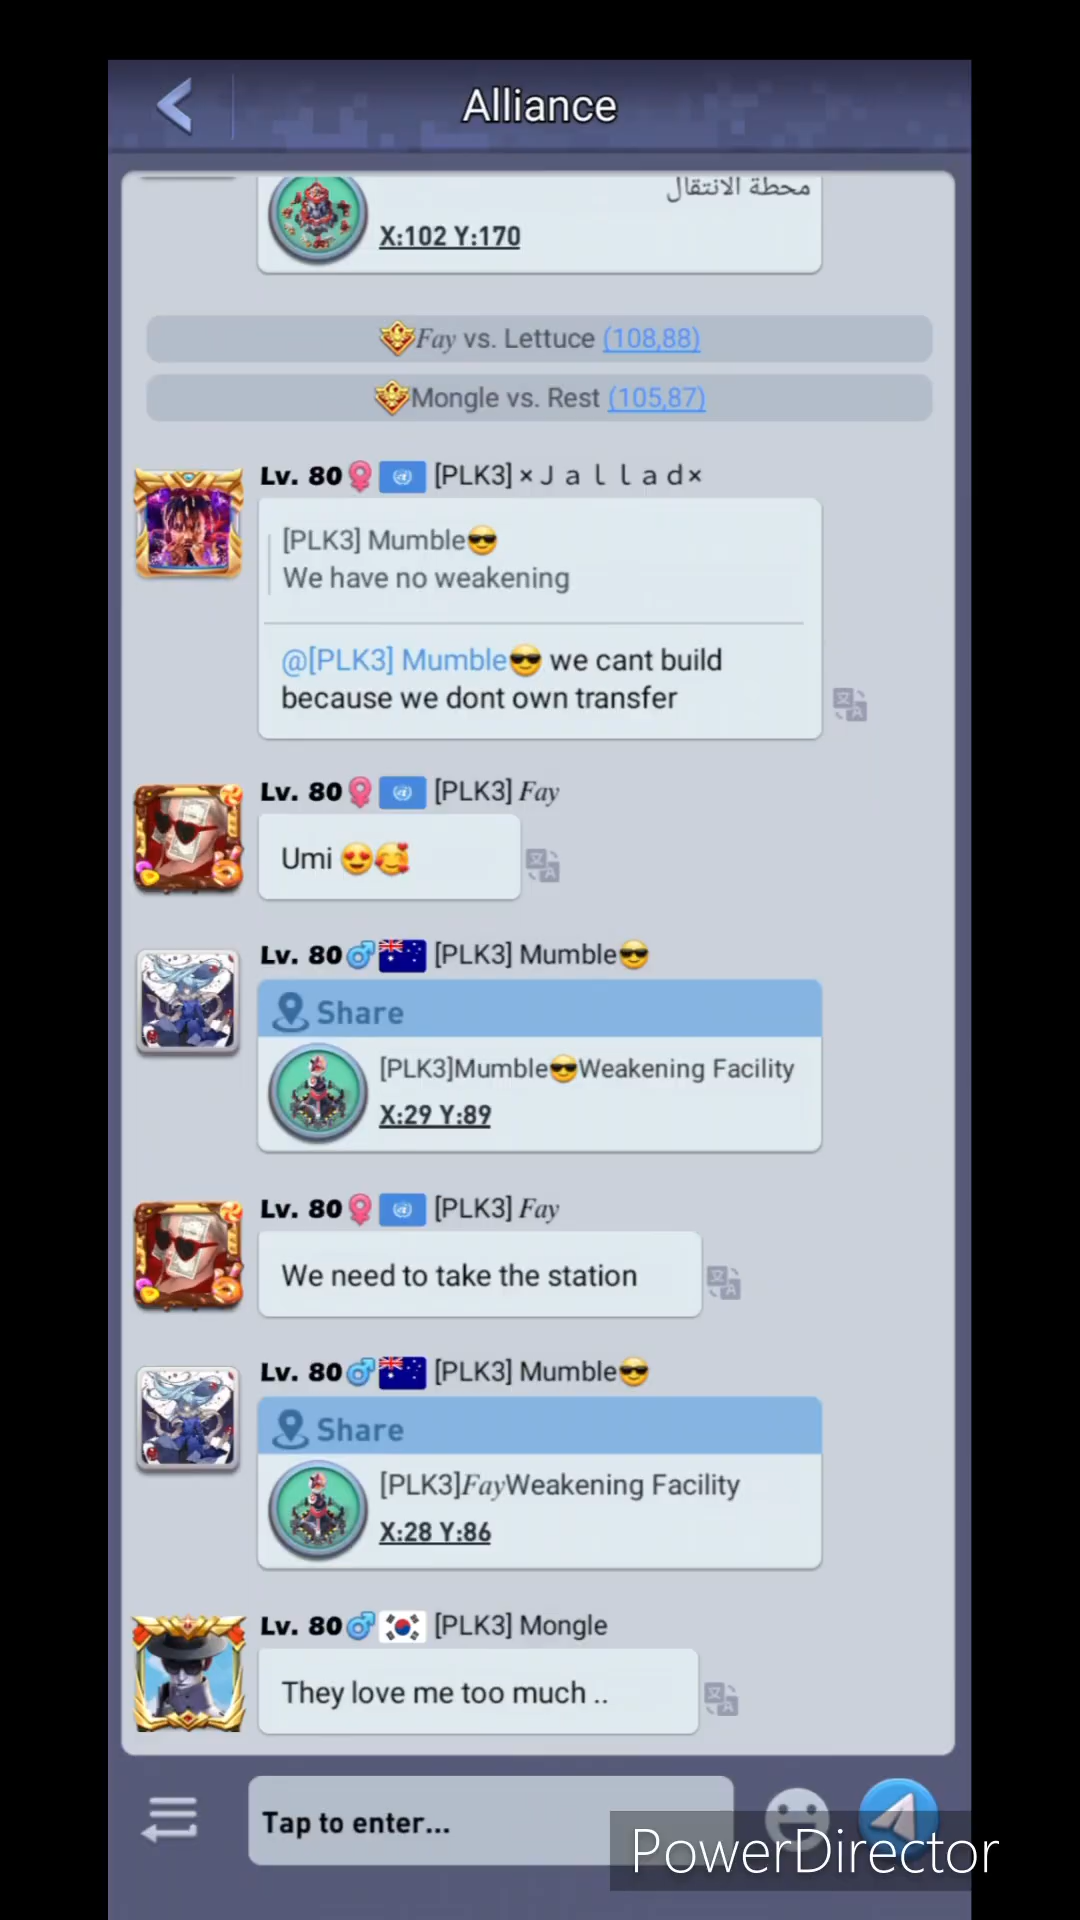 Alliance
محطة الانتقال
X:102 Y:170
Fay vs. Lettuce (108,88)
Mongle vs. Rest (105,87)
Lv. 80 [PLK3] ×Jallad×
[PLK3] Mumble😎
We have no weakening
@[PLK3] Mumble😎 we cant build
because we dont own transfer
Lv. 80 [PLK3] Fay
Umi 😍🥰
Lv. 80 [PLK3] Mumble😎
Share
[PLK3]Mumble😎Weakening Facility
X:29 Y:89
Lv. 80 [PLK3] Fay
We need to take the station
Lv. 80 [PLK3] Mumble😎
Share
[PLK3]FayWeakening Facility
X:28 Y:86
Lv. 80 [PLK3] Mongle
They love me too much ..
Tap to enter...
PowerDirector